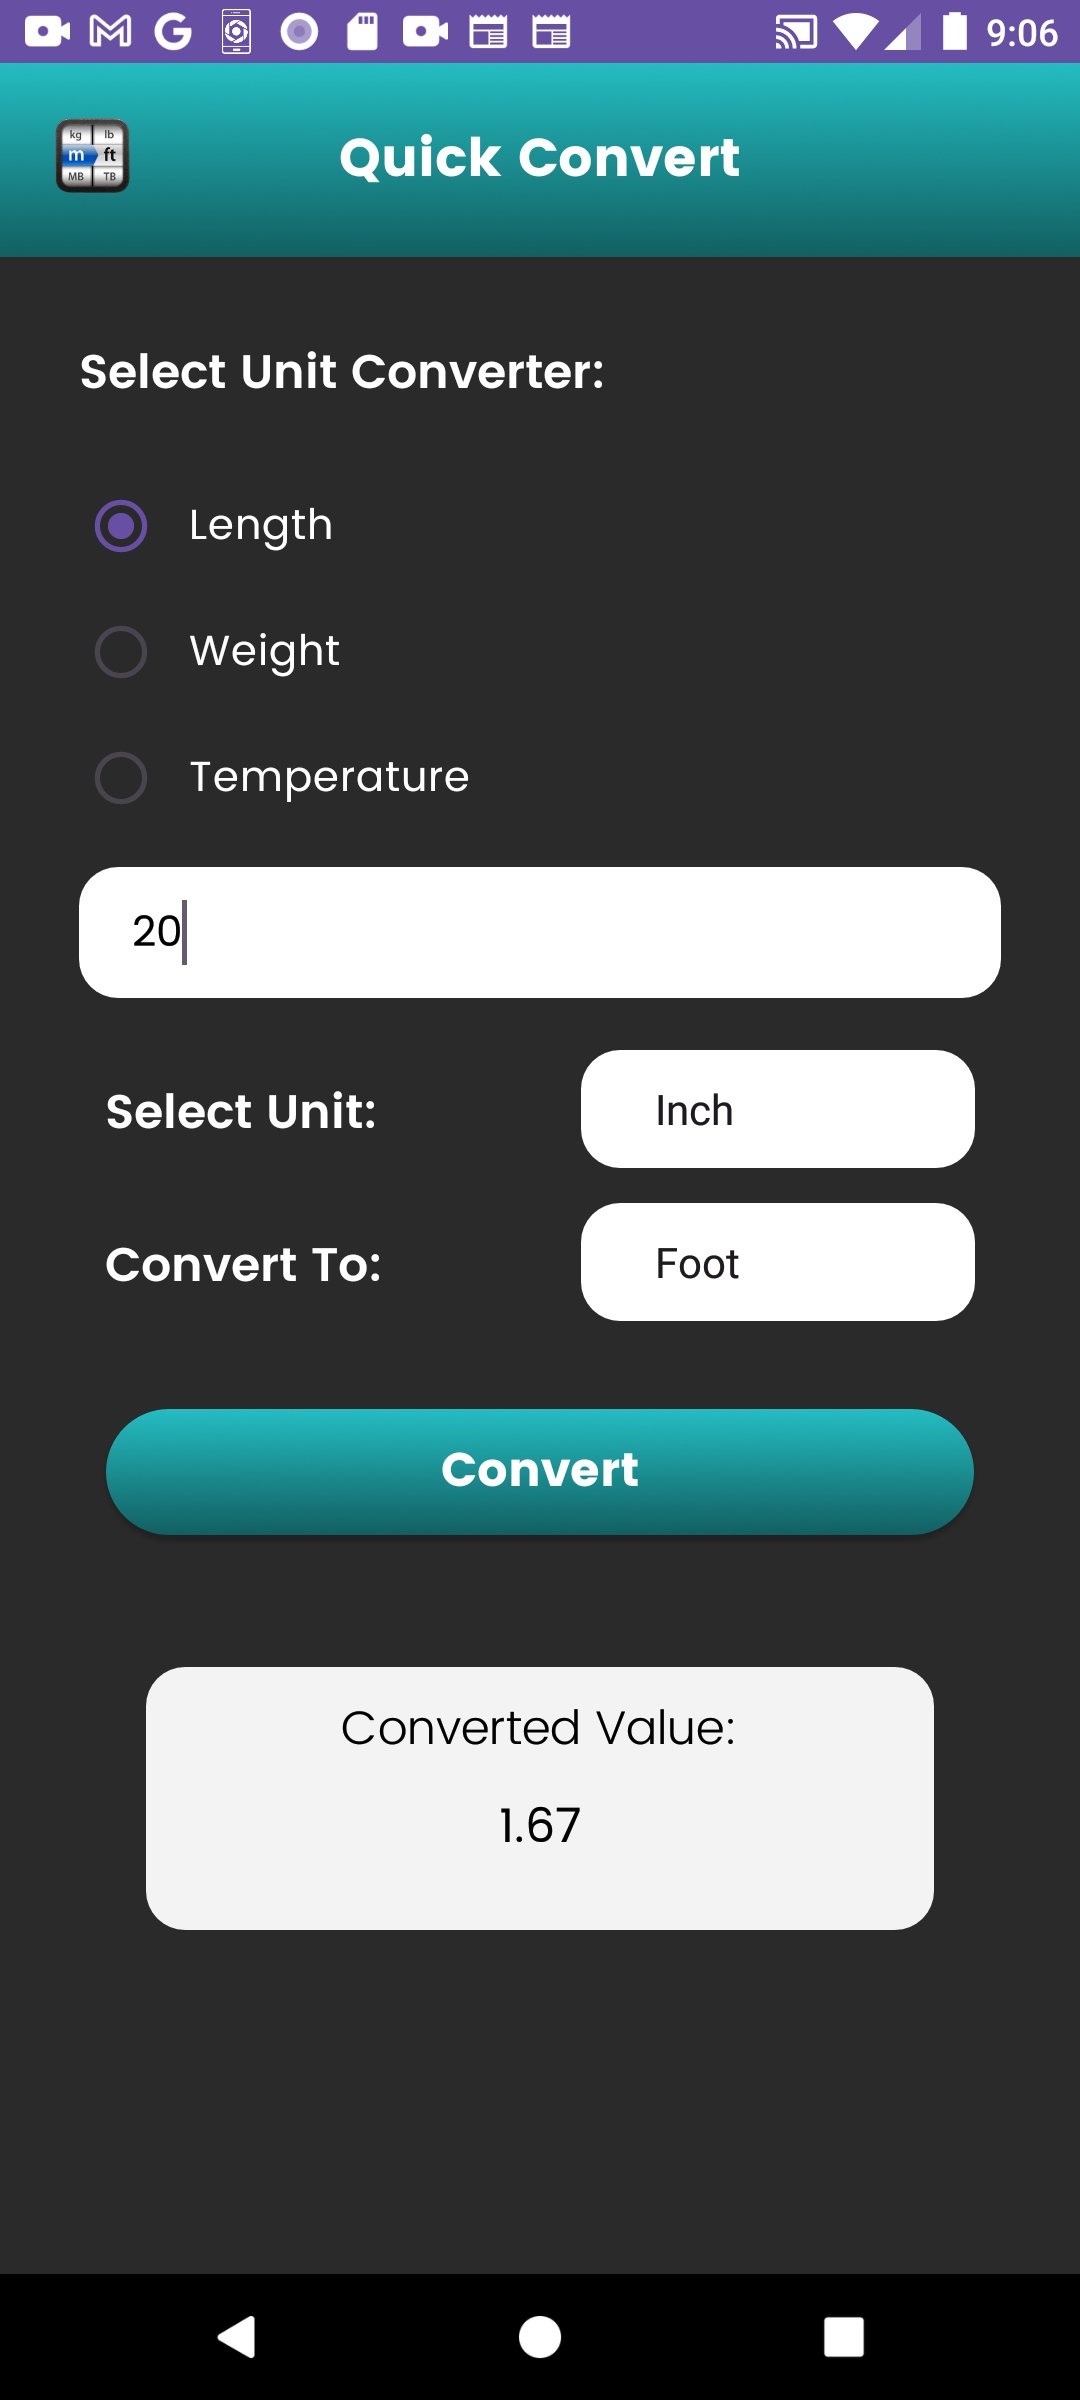 9:06
kg lb
m ft
MB TB
Quick Convert
Select Unit Converter:
Length
Weight
Temperature
20
Select Unit:
Inch
Convert To:
Foot
Convert
Converted Value:
1.67